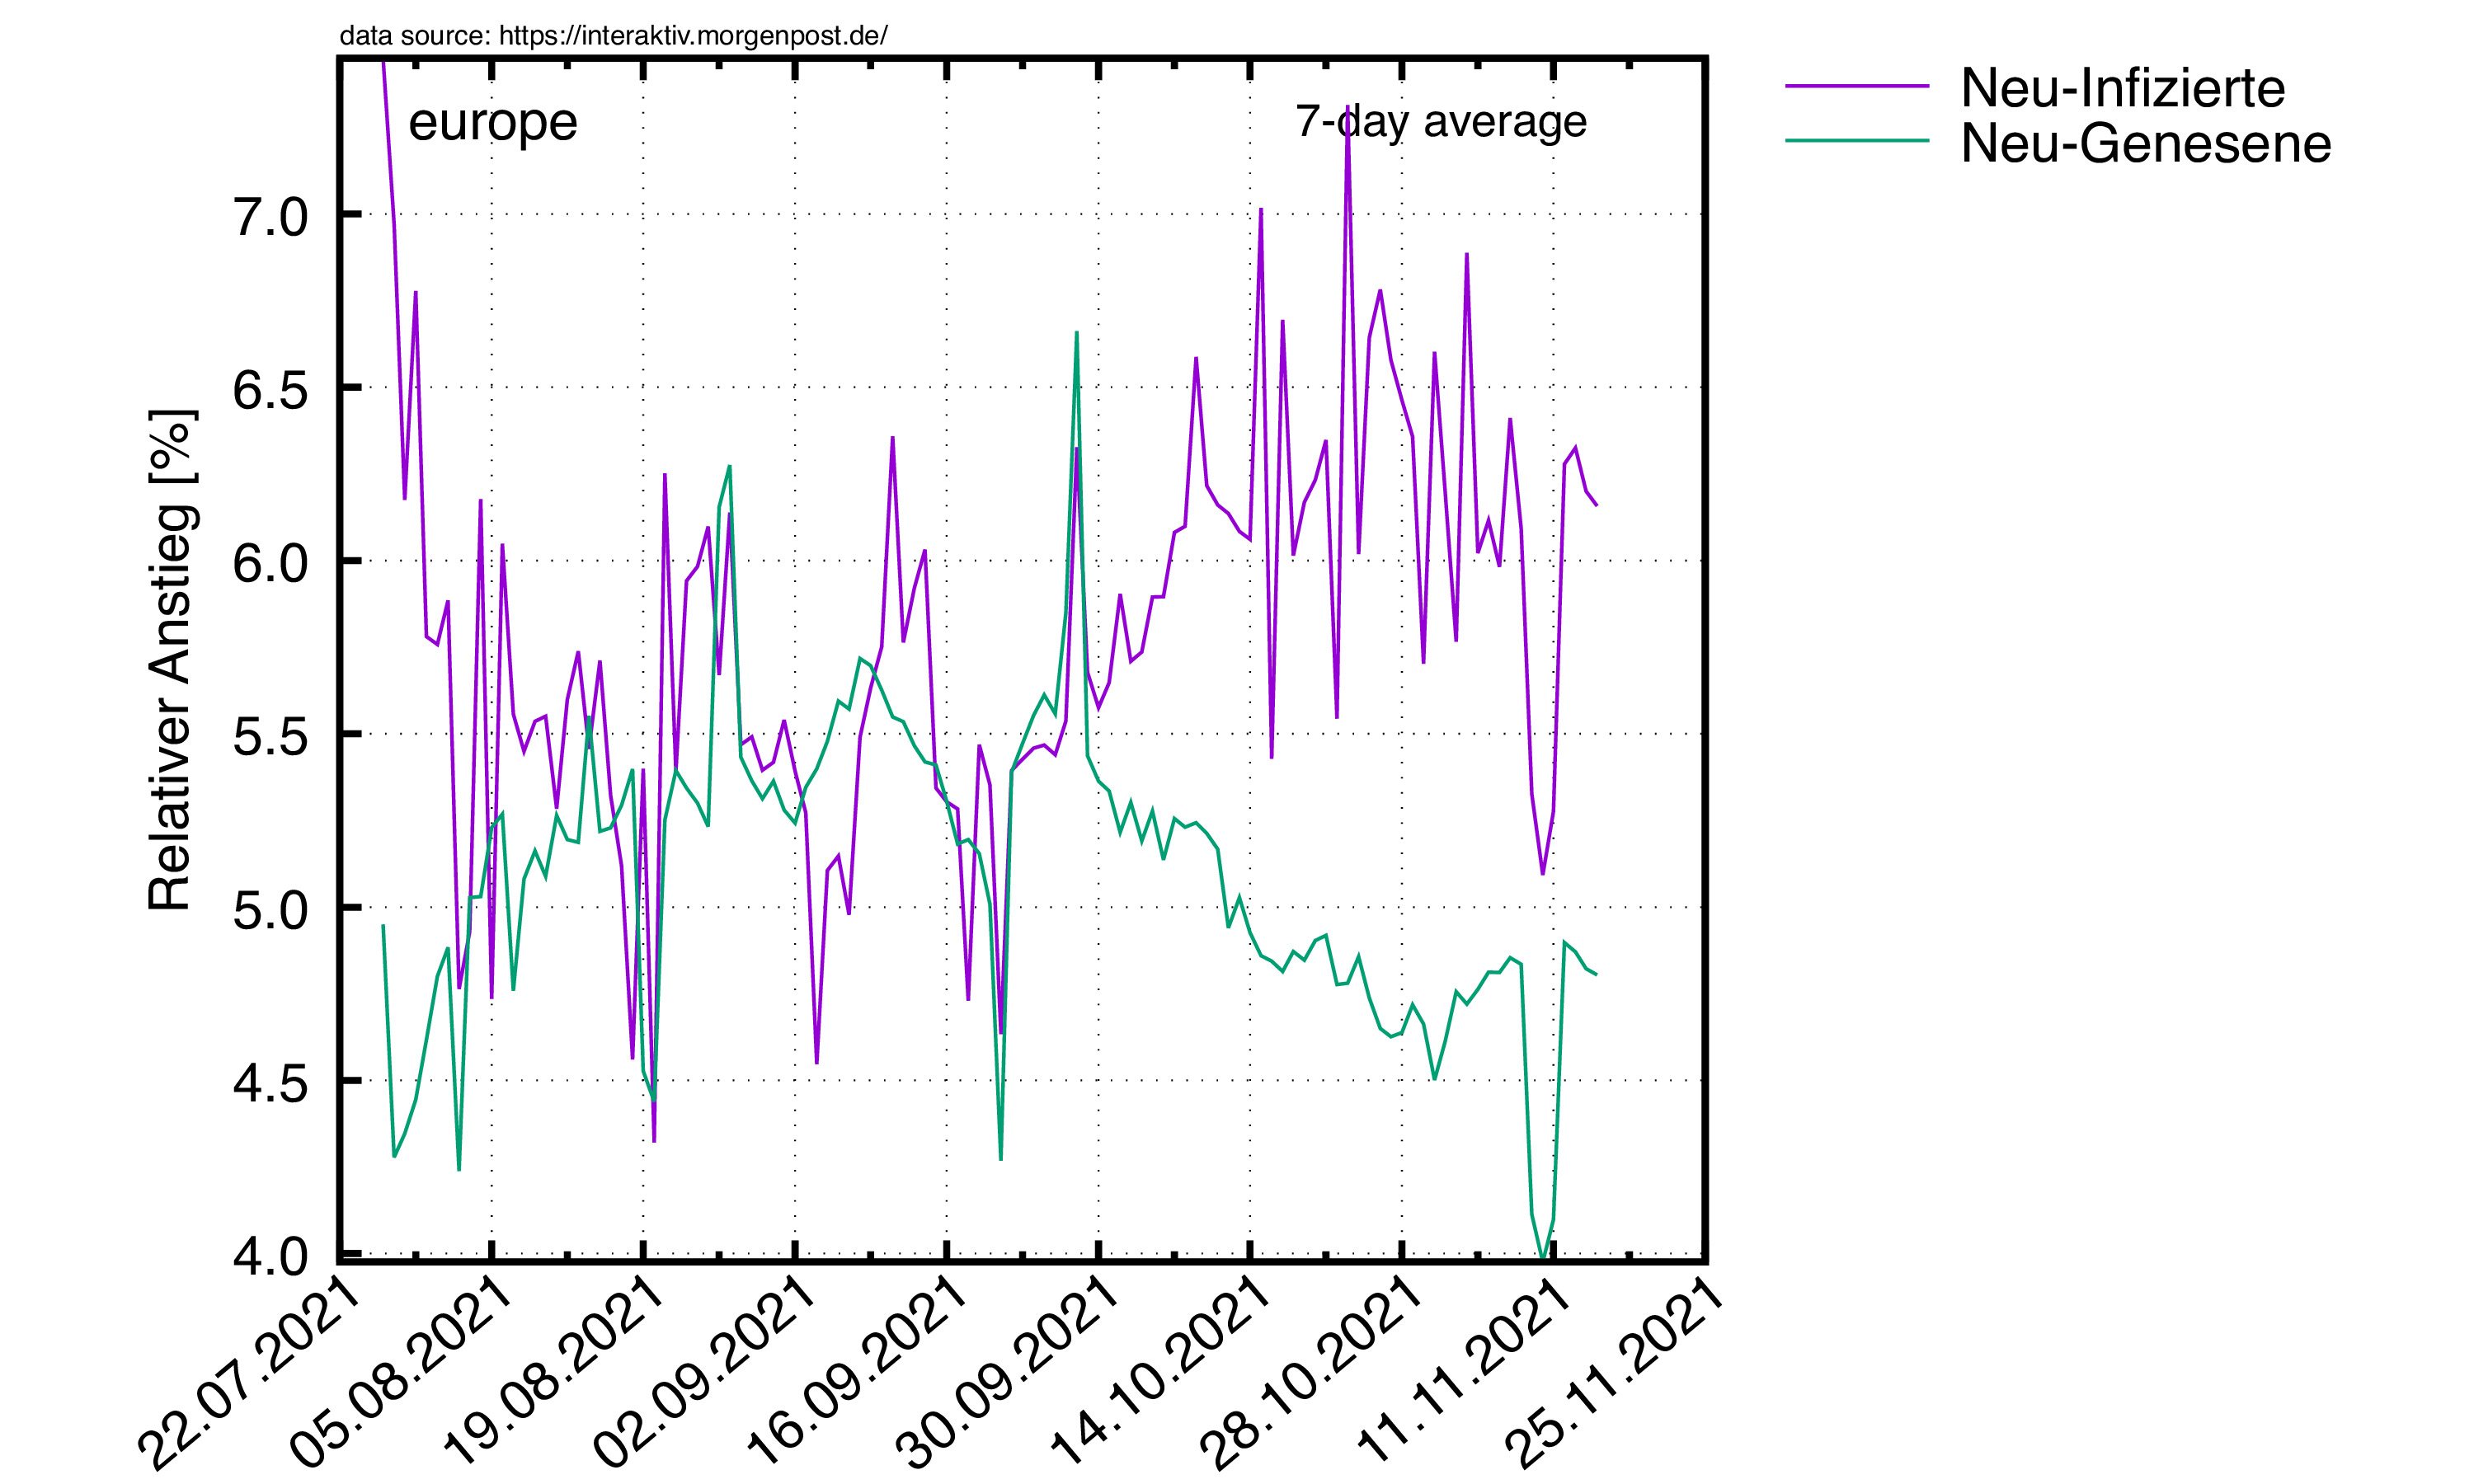 data source: https://interaktiv.morgenpost.de/
europe
7-day average
Neu-Infizierte
Neu-Genesene
Relativer Anstieg [%]
7.0
6.5
6.0
5.5
5.0
4.5
4.0
22.07.2021
05.08.2021
19.08.2021
02.09.2021
16.09.2021
30.09.2021
14.10.2021
28.10.2021
11.11.2021
25.11.2021